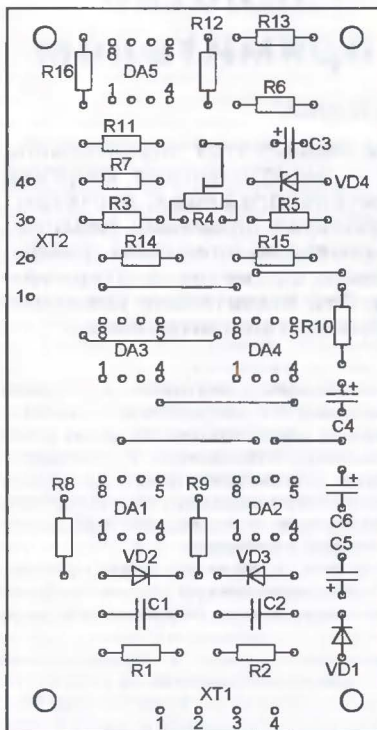 R12
R13
R16
8 5
DA5
1 4
R6
R11
C3
+
R7
VD4
4
R3
R4
R5
3
XT2
R14
R15
2
1
R10
8 5
8 5
DA3
DA4
1 4
1 4
+
C4
R8
R9
8 5
8 5
+
DA1
DA2
C6
1 4
1 4
C5
VD2
VD3
C1
C2
R1
R2
VD1
XT1
1 2 3 4